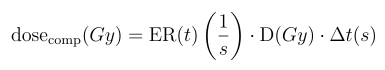 dose_comp(Gy) = ER(t) (1/s) · D(Gy) · Δt(s)